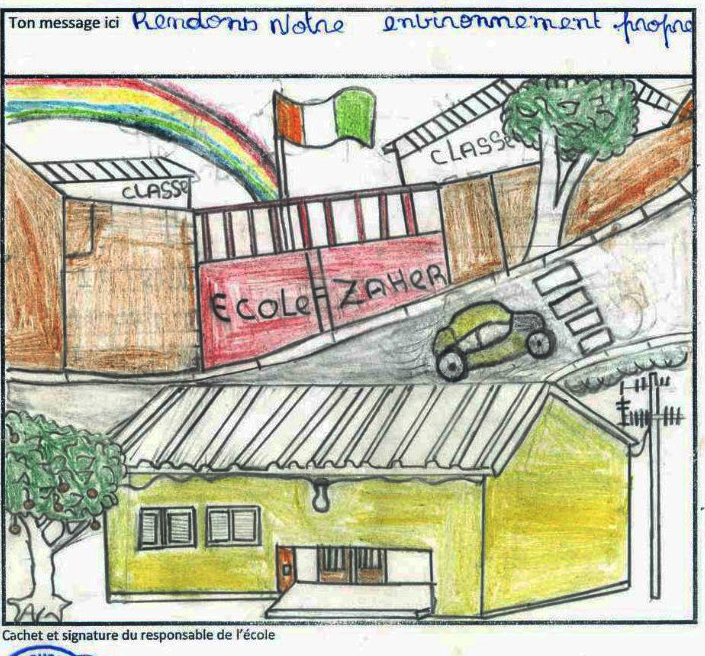 Ton message ici Rendons Notre environnement propre
CLASSE
CLASSE
ECOLE ZAHER
Cachet et signature du responsable de l'école